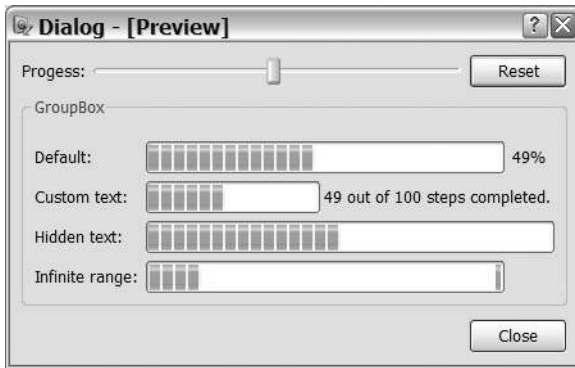 Dialog - [Preview] ?
Progess: Reset
GroupBox
Default: 49%
Custom text: 49 out of 100 steps completed.
Hidden text:
Infinite range:
Close